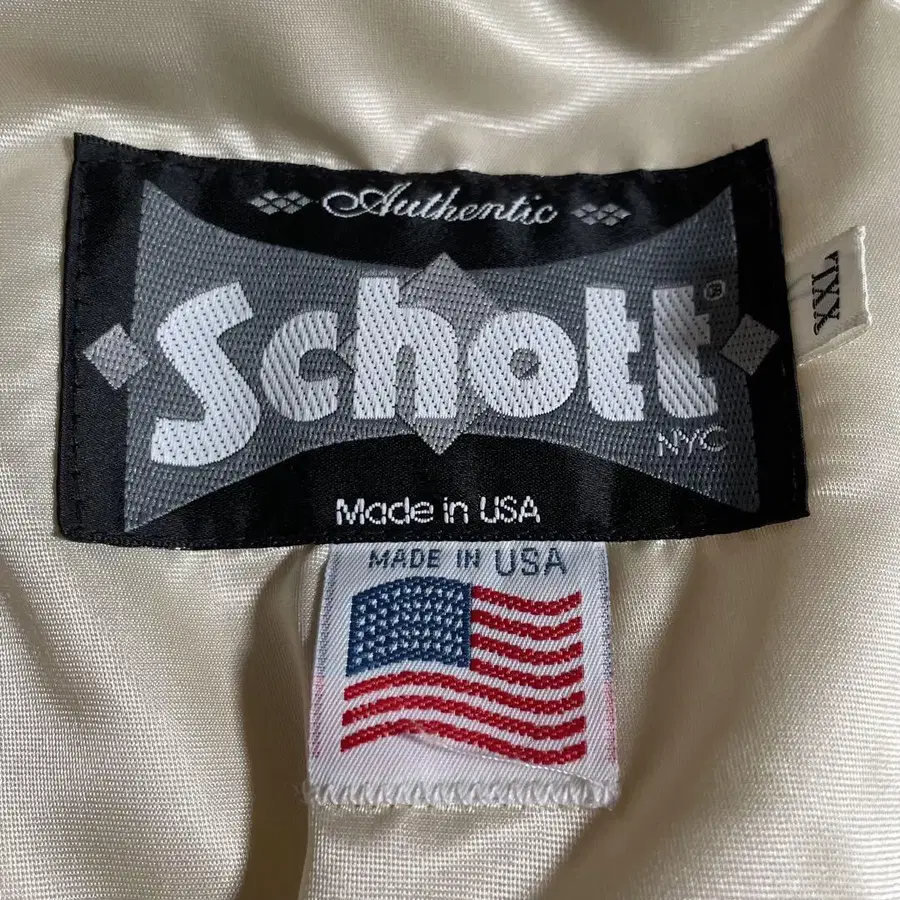 Authentic
Schott®
NYC
Made in USA
XXL
MADE IN USA